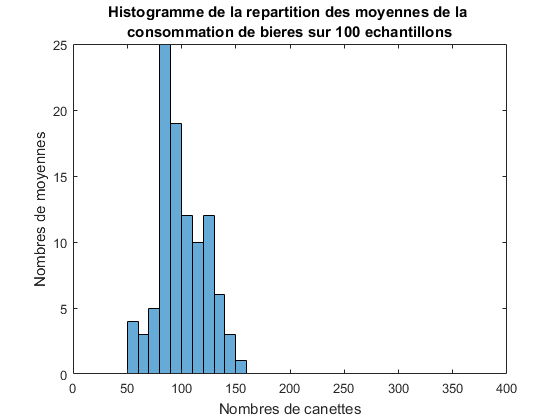 Histogramme de la repartition des moyennes de la
consommation de bieres sur 100 echantillons
Nombres de moyennes
25
20
15
10
5
0
0 50 100 150 200 250 300 350 400
Nombres de canettes